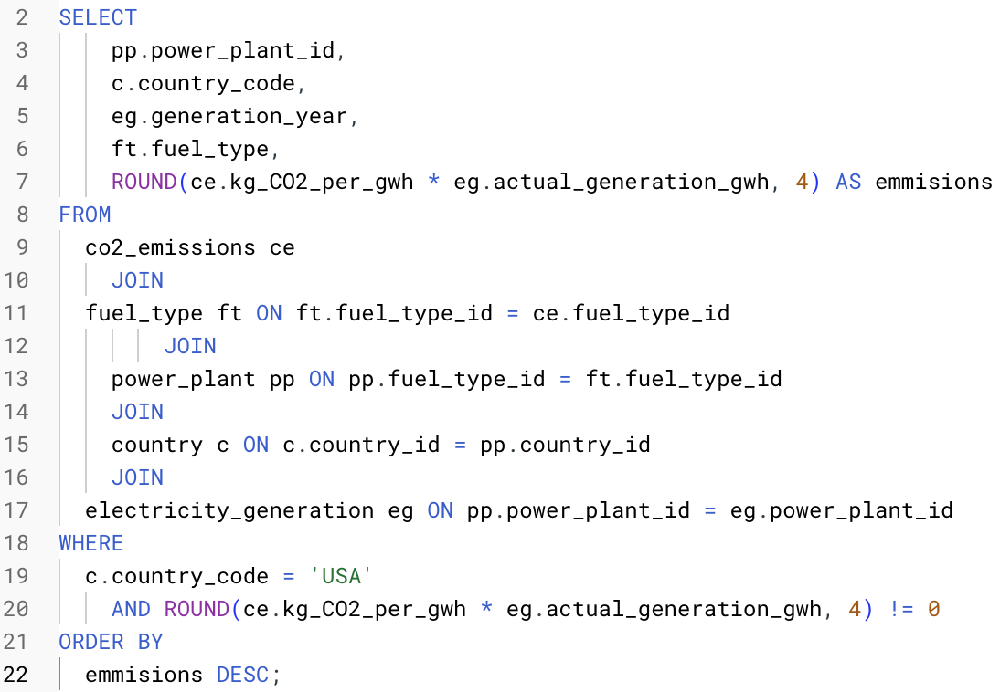 2 SELECT
3 pp.power_plant_id,
4 c.country_code,
5 eg.generation_year,
6 ft.fuel_type,
7 ROUND(ce.kg_CO2_per_gwh * eg.actual_generation_gwh, 4) AS emmisions
8 FROM
9 co2_emissions ce
10 JOIN
11 fuel_type ft ON ft.fuel_type_id = ce.fuel_type_id
12 JOIN
13 power_plant pp ON pp.fuel_type_id = ft.fuel_type_id
14 JOIN
15 country c ON c.country_id = pp.country_id
16 JOIN
17 electricity_generation eg ON pp.power_plant_id = eg.power_plant_id
18 WHERE
19 c.country_code = 'USA'
20 AND ROUND(ce.kg_CO2_per_gwh * eg.actual_generation_gwh, 4) != 0
21 ORDER BY
22 emmisions DESC;